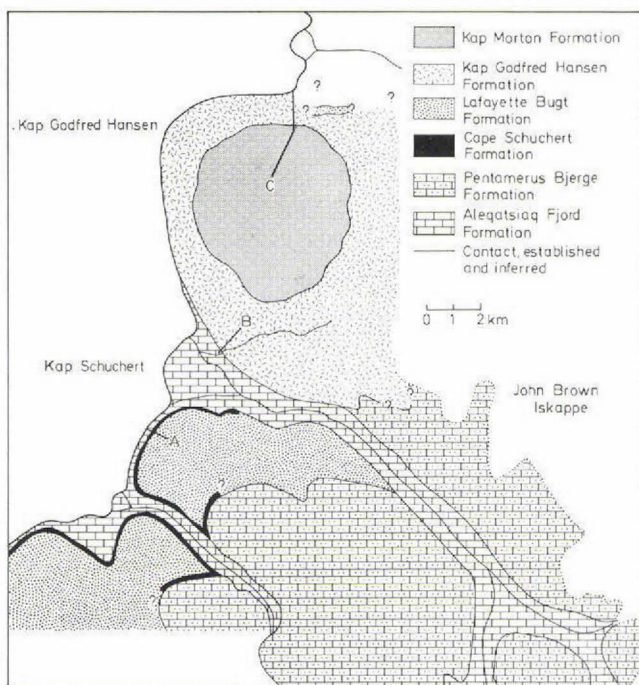 Kap Morton Formation
Kap Godfred Hansen
Formation
Lafayette Bugt
Formation
Cape Schuchert
Formation
Pentamerus Bjerge
Formation
Aleqatsiaq Fjord
Formation
Contact, established
and inferred
0 1 2 km
?
?
? ?
Kap Godfred Hansen
C
B
Kap Schuchert
?
?
John Brown
Iskappe
A
?
?